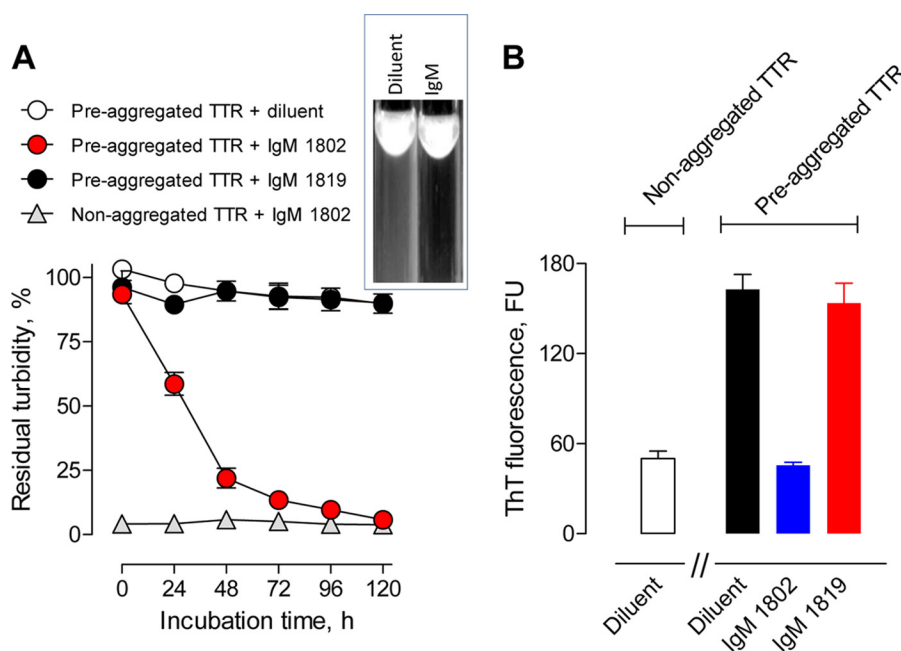 A
Pre-aggregated TTR + diluent
Pre-aggregated TTR + IgM 1802
Pre-aggregated TTR + IgM 1819
Non-aggregated TTR + IgM 1802
Diluent
IgM
Residual turbidity, %
100
75
50
25
0
0 24 48 72 96 120
Incubation time, h
B
Non-aggregated TTR
Pre-aggregated TTR
ThT fluorescence, FU
180
120
60
0
Diluent
//
Diluent
IgM 1802
IgM 1819